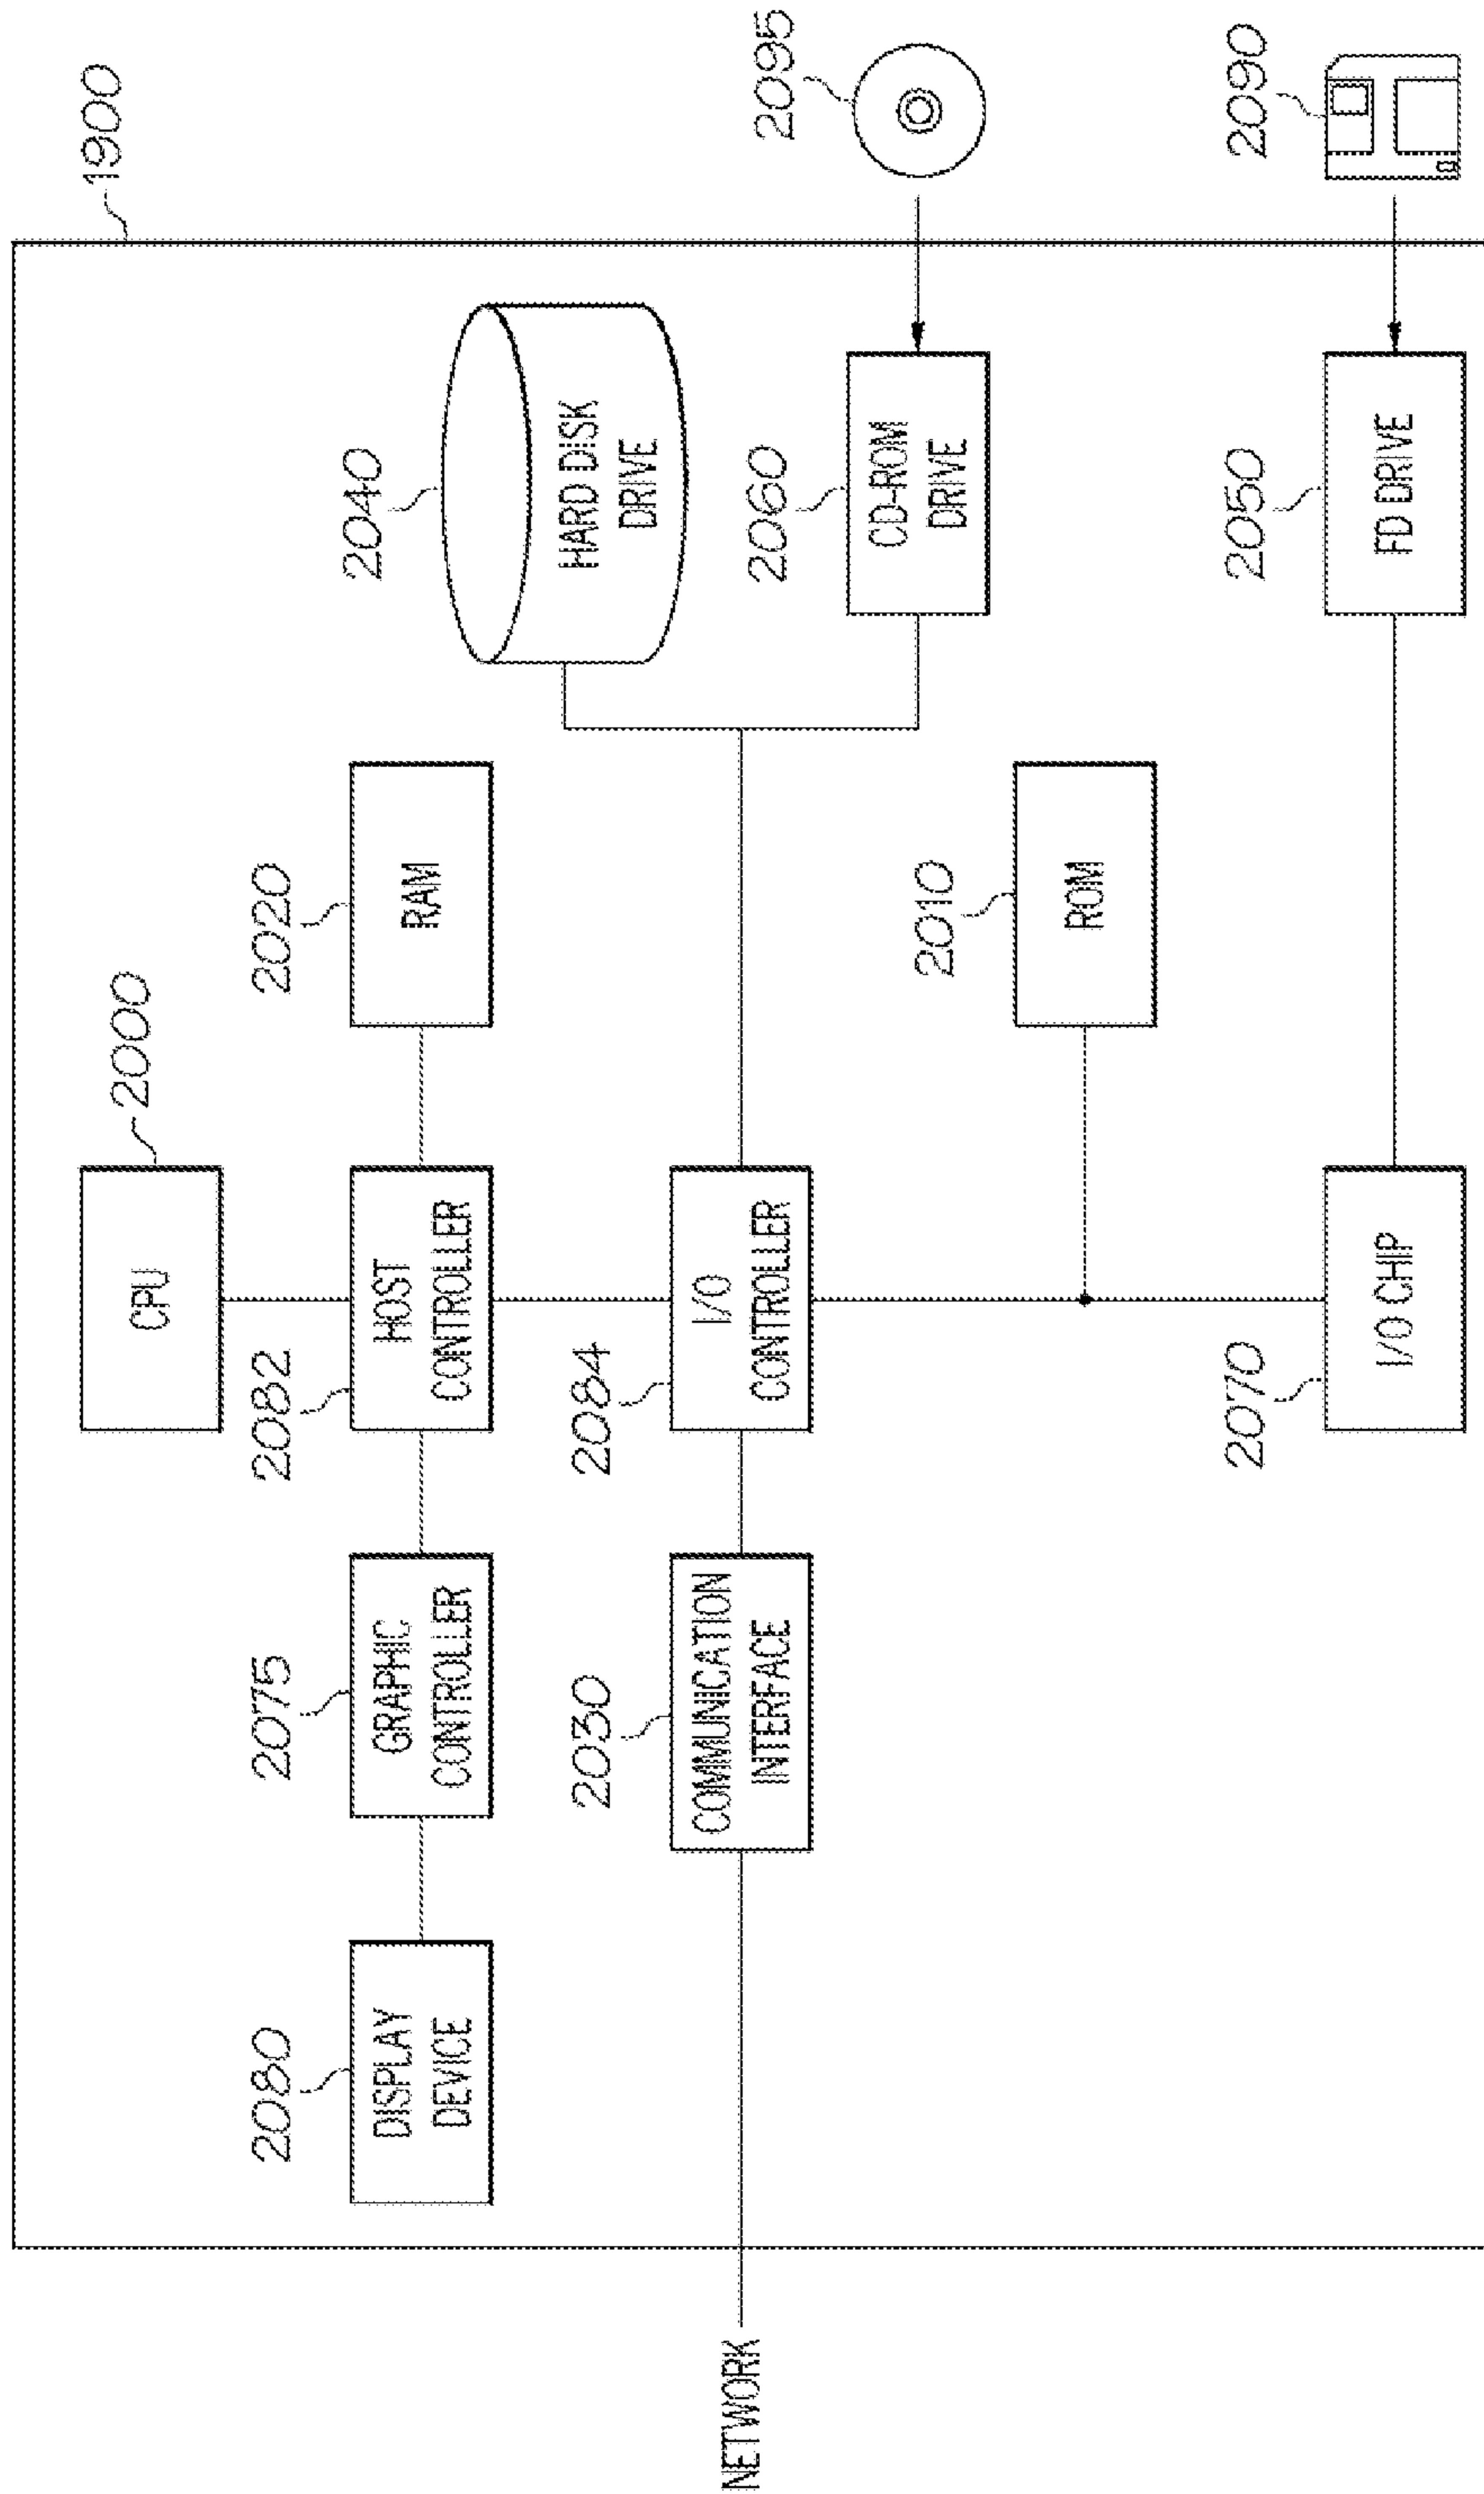 1900
CPU
2000
2080
DISPLAY
DEVICE
2075
GRAPHIC
CONTROLLER
2082
HOST
CONTROLLER
2020
RAM
2040
HARD DISK
DRIVE
NETWORK
2030
COMMUNICATION
INTERFACE
2084
I/O
CONTROLLER
2060
CD-ROM
DRIVE
2095
2010
ROM
2070
I/O CHIP
2050
FD DRIVE
2090